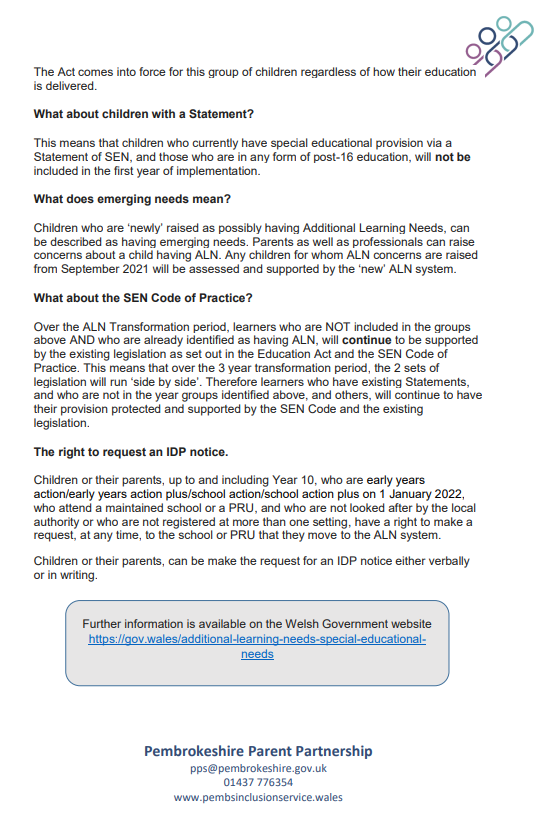 The Act comes into force for this group of children regardless of how their education
is delivered.
What about children with a Statement?
This means that children who currently have special educational provision via a
Statement of SEN, and those who are in any form of post-16 education, will not be
included in the first year of implementation.
What does emerging needs mean?
Children who are ‘newly’ raised as possibly having Additional Learning Needs, can
be described as having emerging needs. Parents as well as professionals can raise
concerns about a child having ALN. Any children for whom ALN concerns are raised
from September 2021 will be assessed and supported by the ‘new’ ALN system.
What about the SEN Code of Practice?
Over the ALN Transformation period, learners who are NOT included in the groups
above AND who are already identified as having ALN, will continue to be supported
by the existing legislation as set out in the Education Act and the SEN Code of
Practice. This means that over the 3 year transformation period, the 2 sets of
legislation will run ‘side by side’. Therefore learners who have existing Statements,
and who are not in the year groups identified above, and others, will continue to have
their provision protected and supported by the SEN Code and the existing
legislation.
The right to request an IDP notice.
Children or their parents, up to and including Year 10, who are early years
action/early years action plus/school action/school action plus on 1 January 2022,
who attend a maintained school or a PRU, and who are not looked after by the local
authority or who are not registered at more than one setting, have a right to make a
request, at any time, to the school or PRU that they move to the ALN system.
Children or their parents, can be make the request for an IDP notice either verbally
or in writing.
Further information is available on the Welsh Government website
https://gov.wales/additional-learning-needs-special-educational-
needs
Pembrokeshire Parent Partnership
pps@pembrokeshire.gov.uk
01437 776354
www.pembsinclusionservice.wales